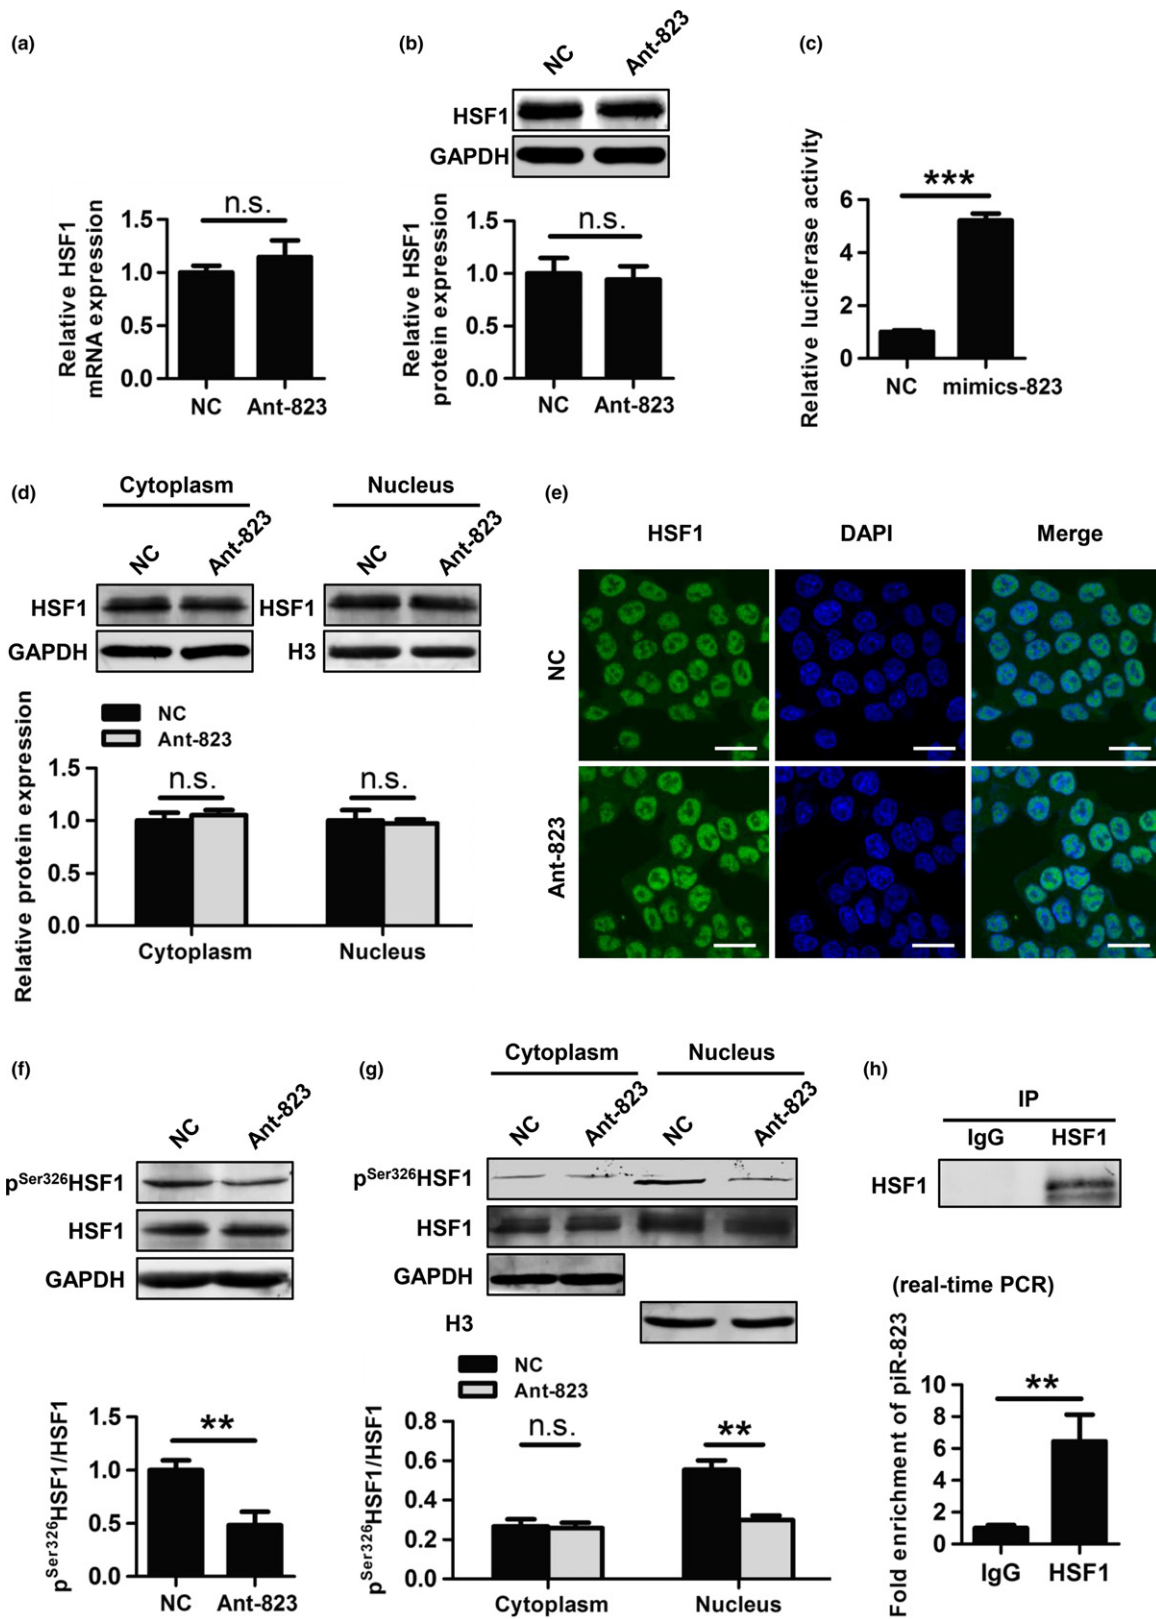 (a)
n.s.
Relative HSF1
mRNA expression
1.5
1.0
0.5
0.0
NC Ant-823
(b)
NC Ant-823
HSF1
GAPDH
n.s.
Relative HSF1
protein expression
1.5
1.0
0.5
0.0
NC Ant-823
(c)
***
Relative luciferase activity
6
4
2
0
NC mimics-823
(d)
Cytoplasm Nucleus
NC Ant-823 NC Ant-823
HSF1 HSF1
GAPDH H3
NC
Ant-823
Relative protein expression
1.5
1.0
0.5
0.0
n.s. n.s.
Cytoplasm Nucleus
(e)
HSF1 DAPI Merge
NC
Ant-823
(f)
NC Ant-823
pSer326HSF1
HSF1
GAPDH
pSer326HSF1/HSF1
1.5
1.0
0.5
0.0
**
NC Ant-823
(g)
Cytoplasm Nucleus
NC Ant-823 NC Ant-823
pSer326HSF1
HSF1
GAPDH
H3
NC
Ant-823
pSer326HSF1/HSF1
0.8
0.6
0.4
0.2
0.0
n.s. **
Cytoplasm Nucleus
(h)
IP
IgG HSF1
HSF1
(real-time PCR)
Fold enrichment of piR-823
10
8
6
4
2
0
**
IgG HSF1